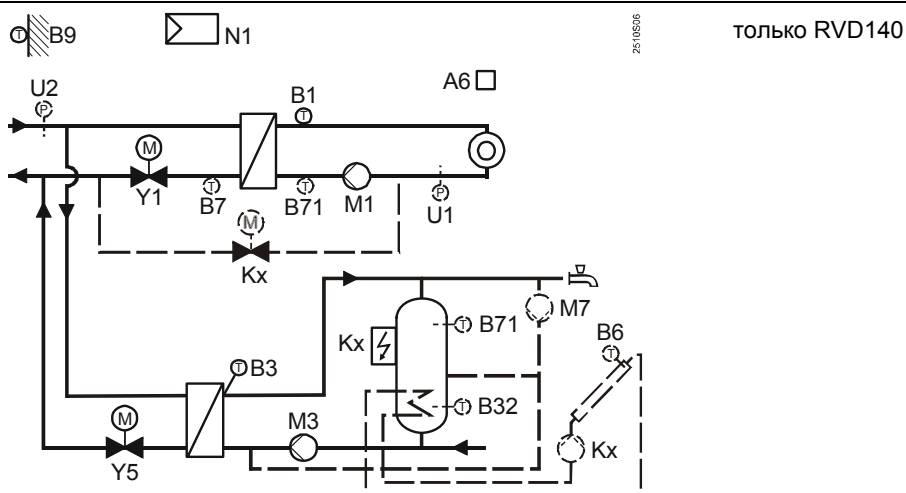 только RVD140
2510S06
T B9
N1
U2
P
B1
T
A6
M
Y1
T
B7
T
B71
M1
P
U1
M
Kx
M7
Kx
T B71
B6
T
T B3
T B32
M
Y5
M3
Kx